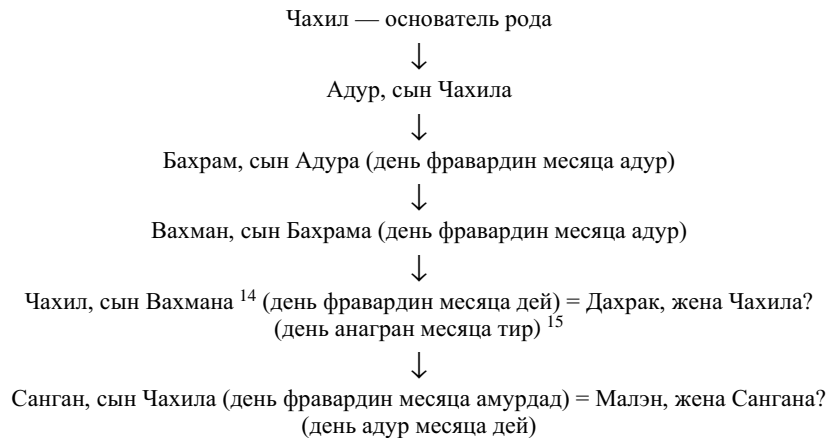 Чахил — основатель рода
↓
Адур, сын Чахила
↓
Бахрам, сын Адура (день фравардин месяца адур)
↓
Вахман, сын Бахрама (день фравардин месяца адур)
↓
Чахил, сын Вахмана 14 (день фравардин месяца дей) = Дахрак, жена Чахила?
(день анагран месяца тир) 15
↓
Санган, сын Чахила (день фравардин месяца амурдад) = Малэн, жена Сангана?
(день адур месяца дей)